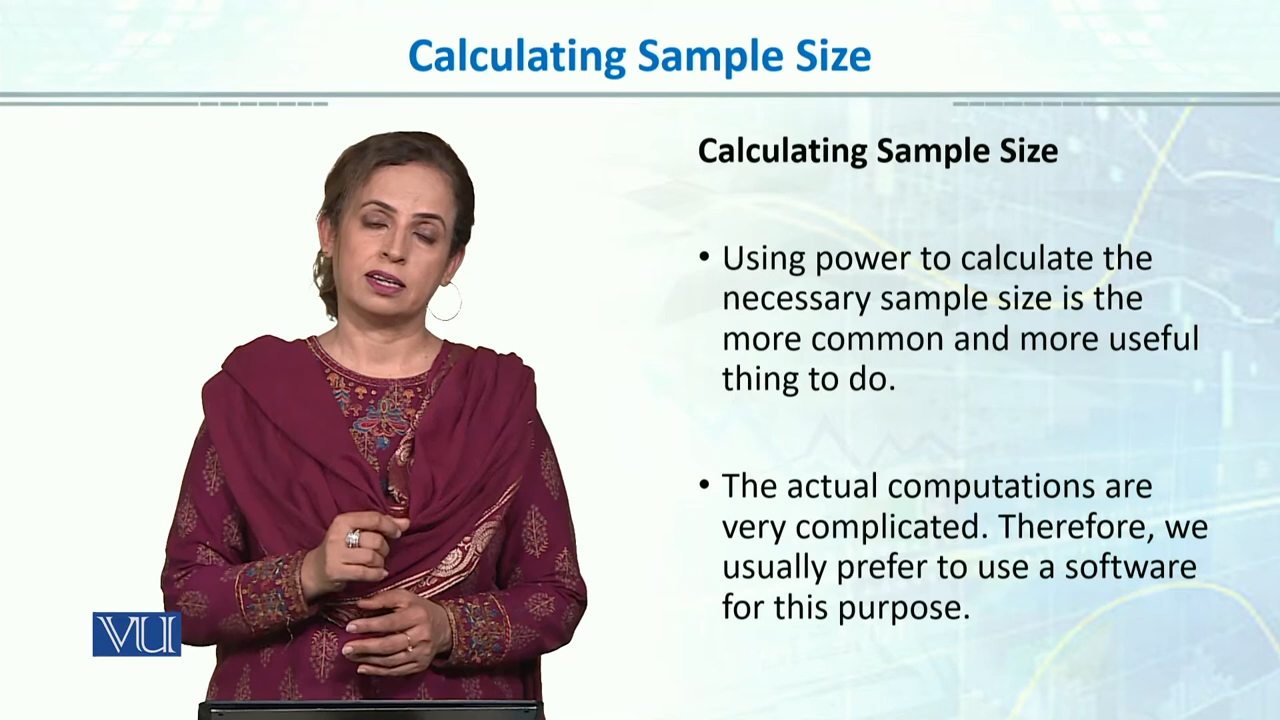 Calculating Sample Size
Calculating Sample Size
• Using power to calculate the
necessary sample size is the
more common and more useful
thing to do.
• The actual computations are
very complicated. Therefore, we
usually prefer to use a software
for this purpose.
VU